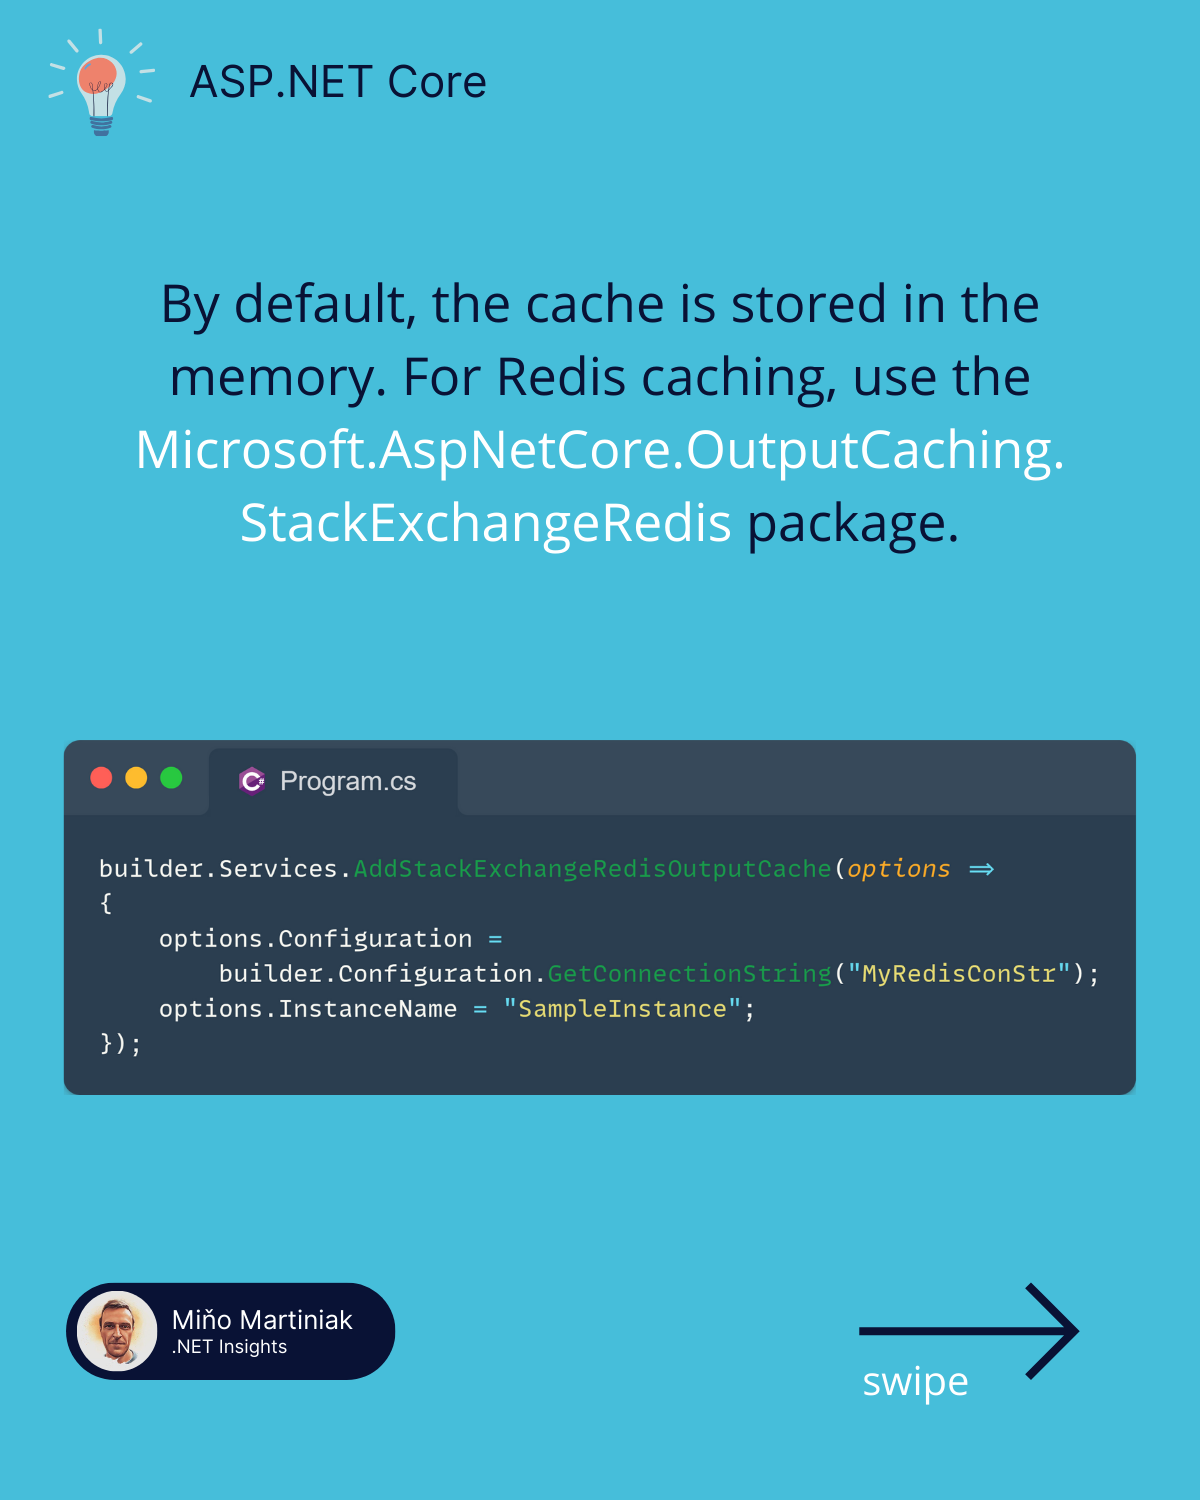 ASP.NET Core
By default, the cache is stored in the
memory. For Redis caching, use the
Microsoft.AspNetCore.OutputCaching.
StackExchangeRedis package.
Program.cs
builder.Services.AddStackExchangeRedisOutputCache(options =>
{
    options.Configuration =
        builder.Configuration.GetConnectionString("MyRedisConStr");
    options.InstanceName = "SampleInstance";
});
Miňo Martiniak
.NET Insights
swipe